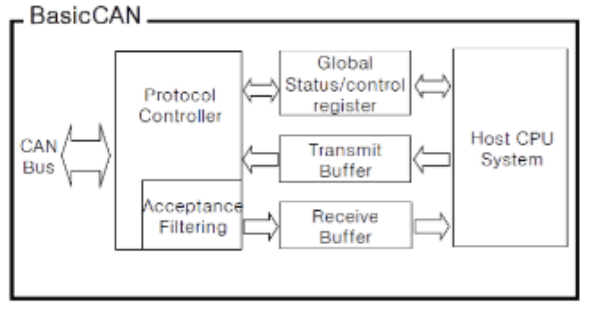 BasicCAN
CAN
Bus
Protocol
Controller
Acceptance
Filtering
Global
Status/control
register
Transmit
Buffer
Receive
Buffer
Host CPU
System